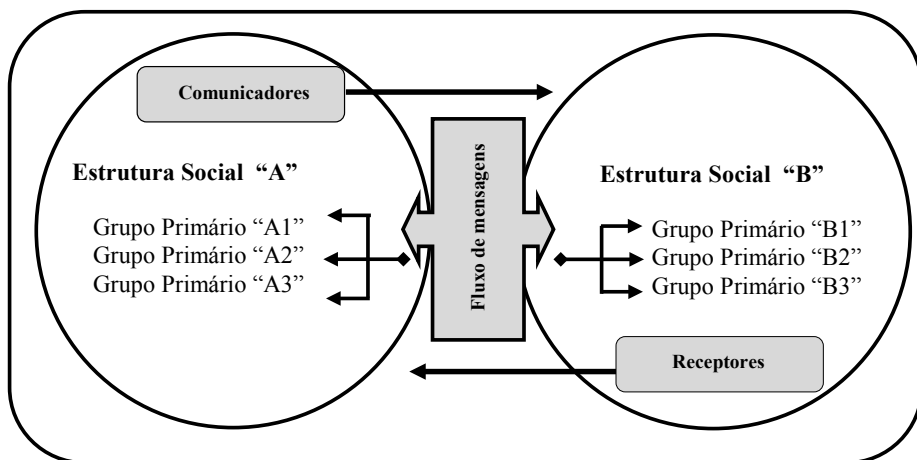 Comunicadores
Estrutura Social “A”
Grupo Primário “A1”
Grupo Primário “A2”
Grupo Primário “A3”
Fluxo de mensagens
Estrutura Social “B”
Grupo Primário “B1”
Grupo Primário “B2”
Grupo Primário “B3”
Receptores